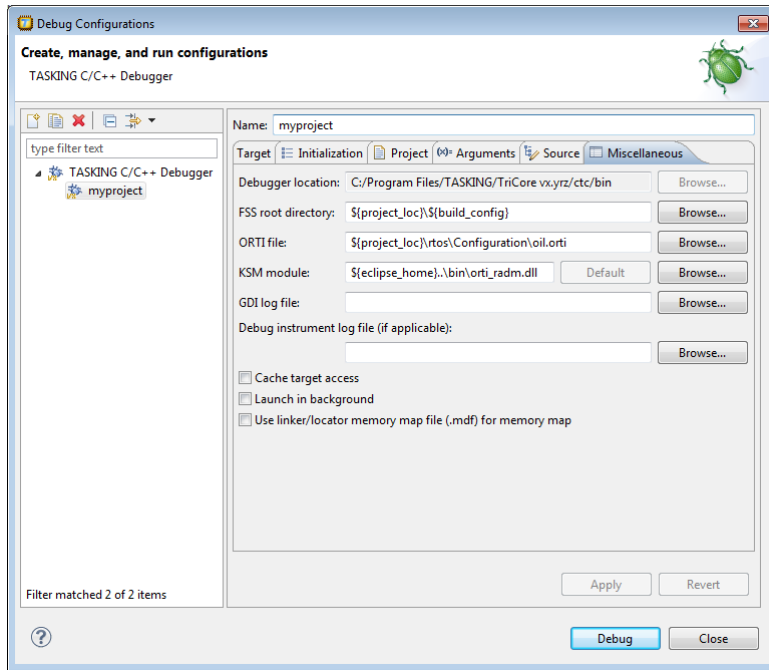 Debug Configurations
Create, manage, and run configurations
TASKING C/C++ Debugger
type filter text
TASKING C/C++ Debugger
myproject
Filter matched 2 of 2 items
Name: myproject
Target Initialization Project (x)= Arguments Source Miscellaneous
Debugger location: C:/Program Files/TASKING/TriCore vx.yrz/ctc/bin Browse...
FSS root directory: ${project_loc}\${build_config} Browse...
ORTI file: ${project_loc}\rtos\Configuration\oil.orti Browse...
KSM module: ${eclipse_home}..\bin\orti_radm.dll Default Browse...
GDI log file: Browse...
Debug instrument log file (if applicable):
Browse...
Cache target access
Launch in background
Use linker/locator memory map file (.mdf) for memory map
Apply Revert
? Debug Close